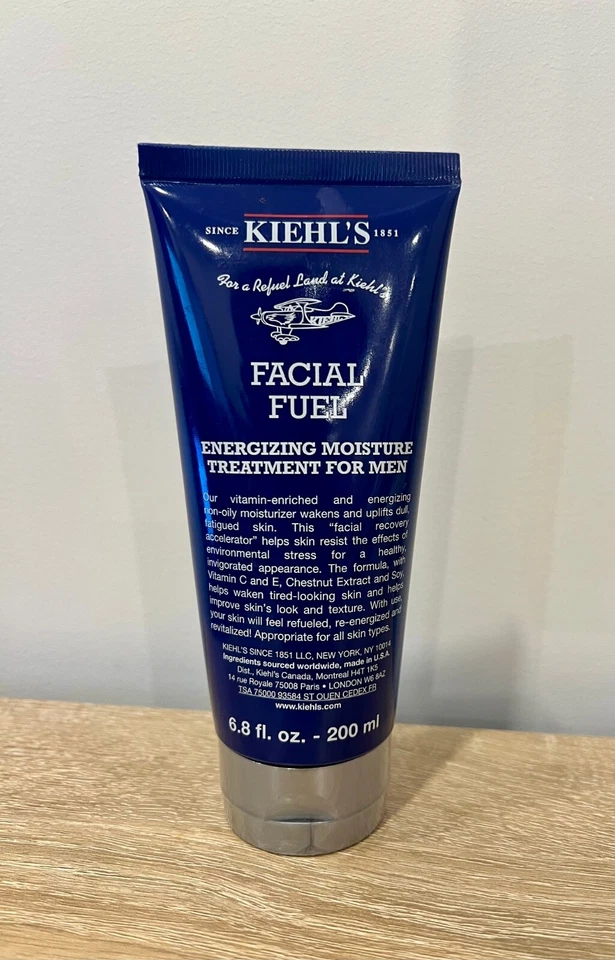 SINCE KIEHL'S 1851
For a Refuel Land at Kiehl's
KIEHL'S
FACIAL
FUEL
ENERGIZING MOISTURE
TREATMENT FOR MEN
Our vitamin-enriched and energizing
non-oily moisturizer wakens and uplifts dull,
fatigued skin. This “facial recovery
accelerator” helps skin resist the effects of
environmental stress for a healthy,
invigorated appearance. The formula, with
Vitamin C and E, Chestnut Extract and Soy,
helps waken tired-looking skin and helps
improve skin's look and texture. With use,
your skin will feel refueled, re-energized and
revitalized! Appropriate for all skin types.
KIEHL'S SINCE 1851 LLC, NEW YORK, NY 10014
Ingredients sourced worldwide, made in U.S.A.
Dist., Kiehl's Canada, Montreal H4T 1K5
14 rue Royale 75008 Paris • LONDON W6 8AZ
TSA 75000 93584 ST OUEN CEDEX FR
www.kiehls.com
6.8 fl. oz. - 200 ml